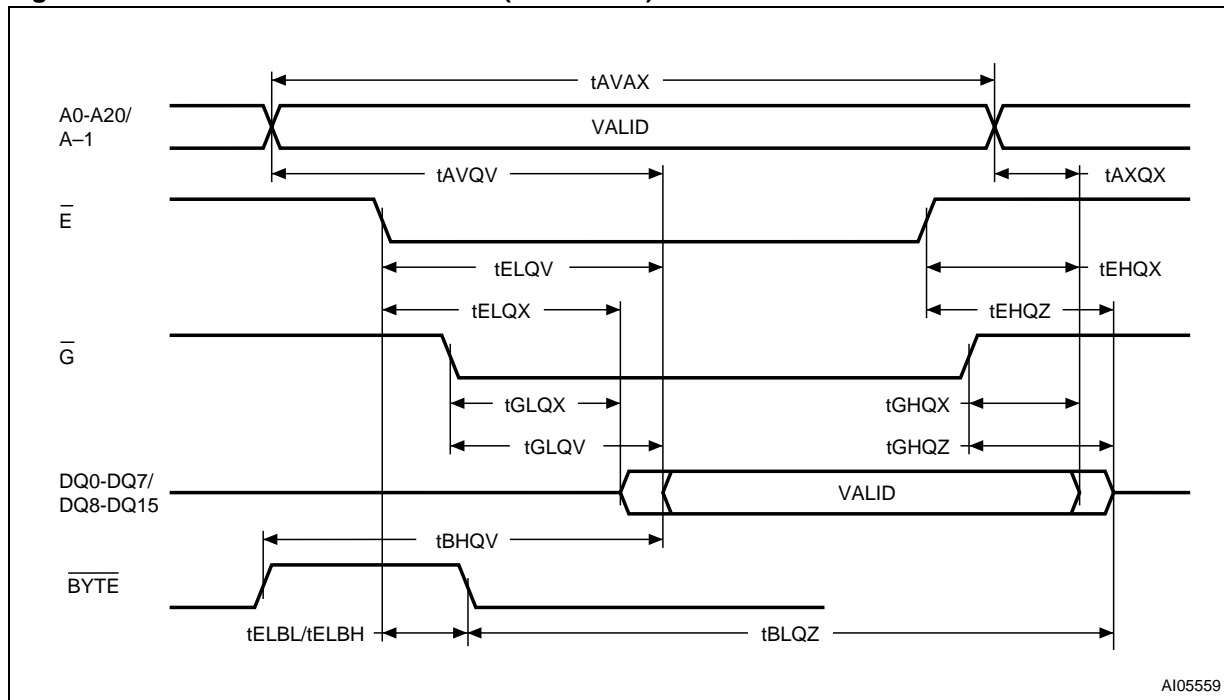 tAVAX
A0-A20/
A–1
VALID
tAVQV
tAXQX
E
tELQV
tEHQX
tELQX
tEHQZ
G
tGLQX
tGHQX
tGLQV
tGHQZ
DQ0-DQ7/
DQ8-DQ15
VALID
tBHQV
BYTE
tELBL/tELBH
tBLQZ
AI05559